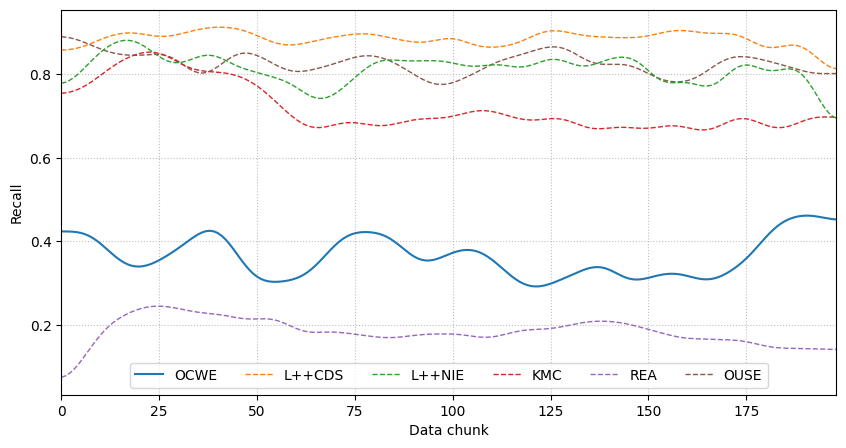 Recall
0.8
0.6
0.4
0.2
OCWE L++CDS L++NIE KMC REA OUSE
0 25 50 75 100 125 150 175
Data chunk